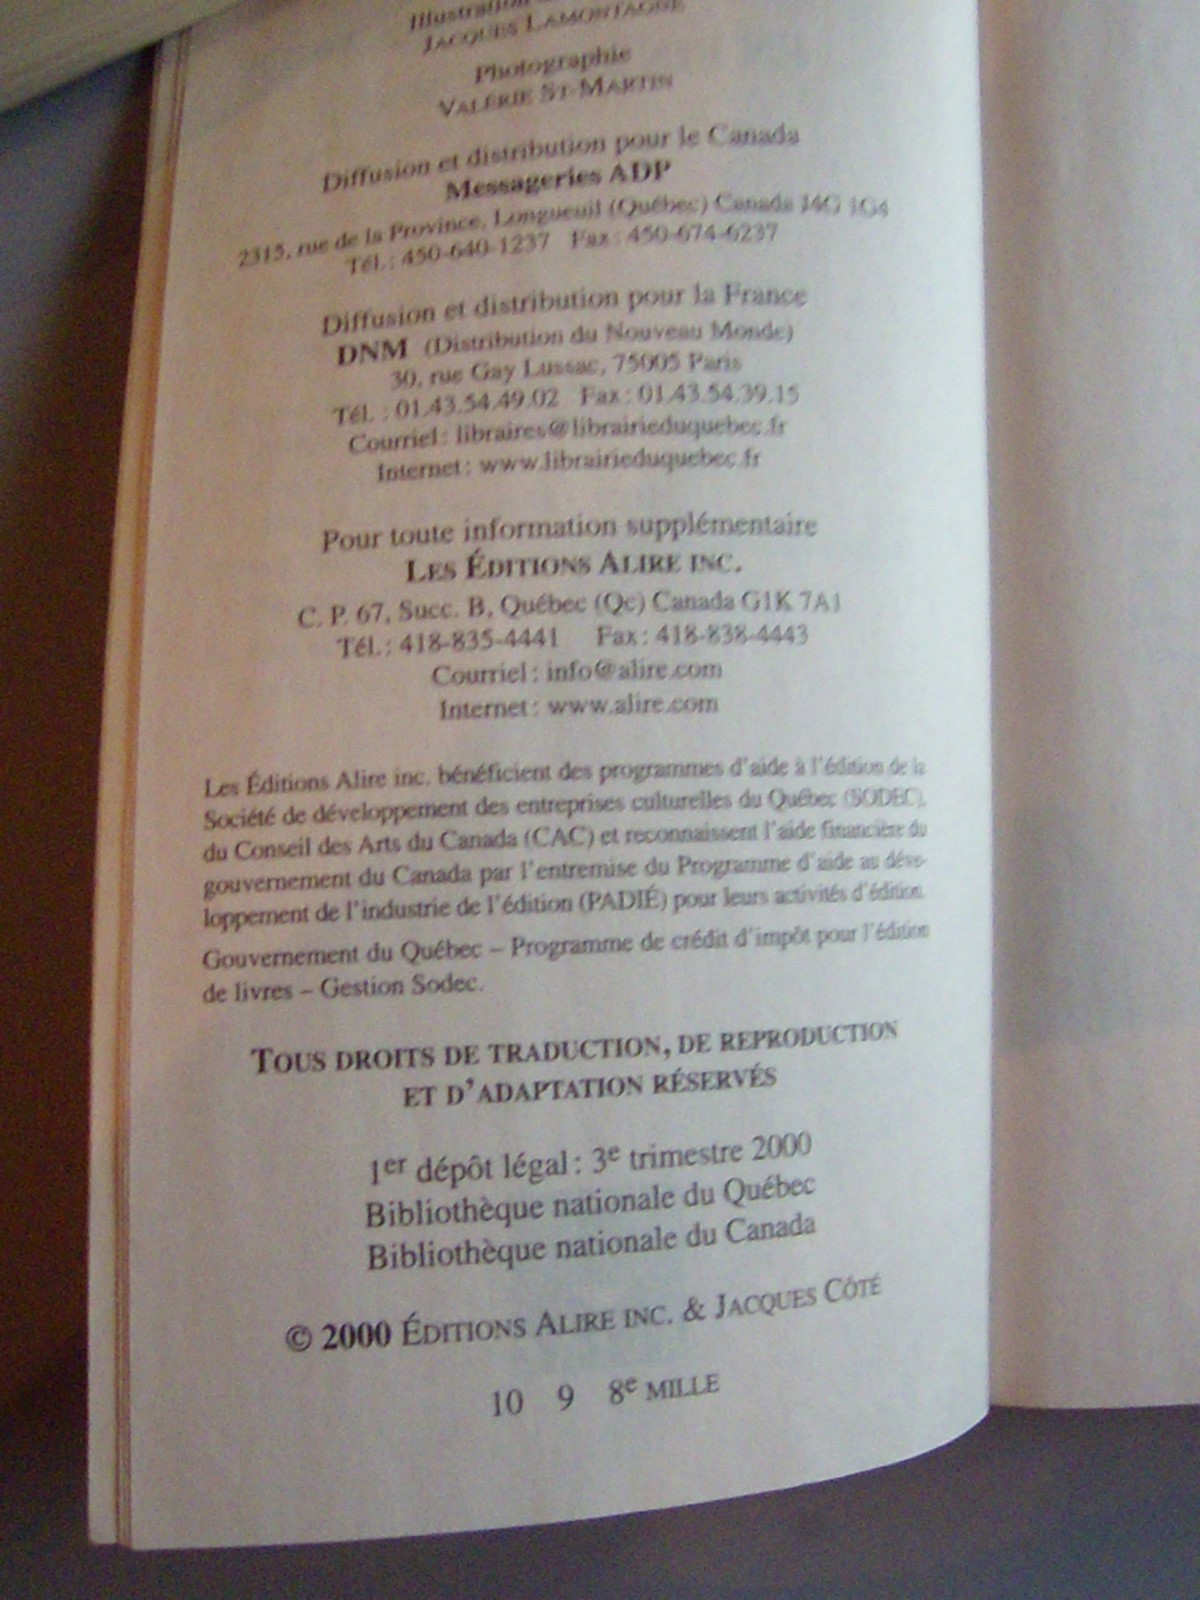 Illustration
JACQUES LAMONTAGNE
Photographie
VALÉRIE ST-MARTIN
Diffusion et distribution pour le Canada
Messageries ADP
2315, rue de la Province, Longueuil (Québec) Canada J4G 1G4
Tél. : 450-640-1237 Fax : 450-674-6237
Diffusion et distribution pour la France
DNM (Distribution du Nouveau Monde)
30, rue Gay Lussac, 75005 Paris
Tél. : 01.43.54.49.02 Fax : 01.43.54.39.15
Courriel : libraires@librairieduquebec.fr
Internet : www.librairieduquebec.fr
Pour toute information supplémentaire
LES ÉDITIONS ALIRE INC.
C. P. 67, Succ. B, Québec (Qc) Canada G1K 7A1
Tél. : 418-835-4441 Fax : 418-838-4443
Courriel : info@alire.com
Internet : www.alire.com
Les Éditions Alire inc. bénéficient des programmes d'aide à l'édition de la
Société de développement des entreprises culturelles du Québec (SODEC),
du Conseil des Arts du Canada (CAC) et reconnaissent l'aide financière du
gouvernement du Canada par l'entremise du Programme d'aide au déve-
loppement de l'industrie de l'édition (PADIÉ) pour leurs activités d'édition.
Gouvernement du Québec – Programme de crédit d'impôt pour l'édition
de livres – Gestion Sodec.
TOUS DROITS DE TRADUCTION, DE REPRODUCTION
ET D'ADAPTATION RÉSERVÉS
1er dépôt légal : 3e trimestre 2000
Bibliothèque nationale du Québec
Bibliothèque nationale du Canada
© 2000 ÉDITIONS ALIRE INC. & JACQUES CÔTÉ
10 9 8e MILLE